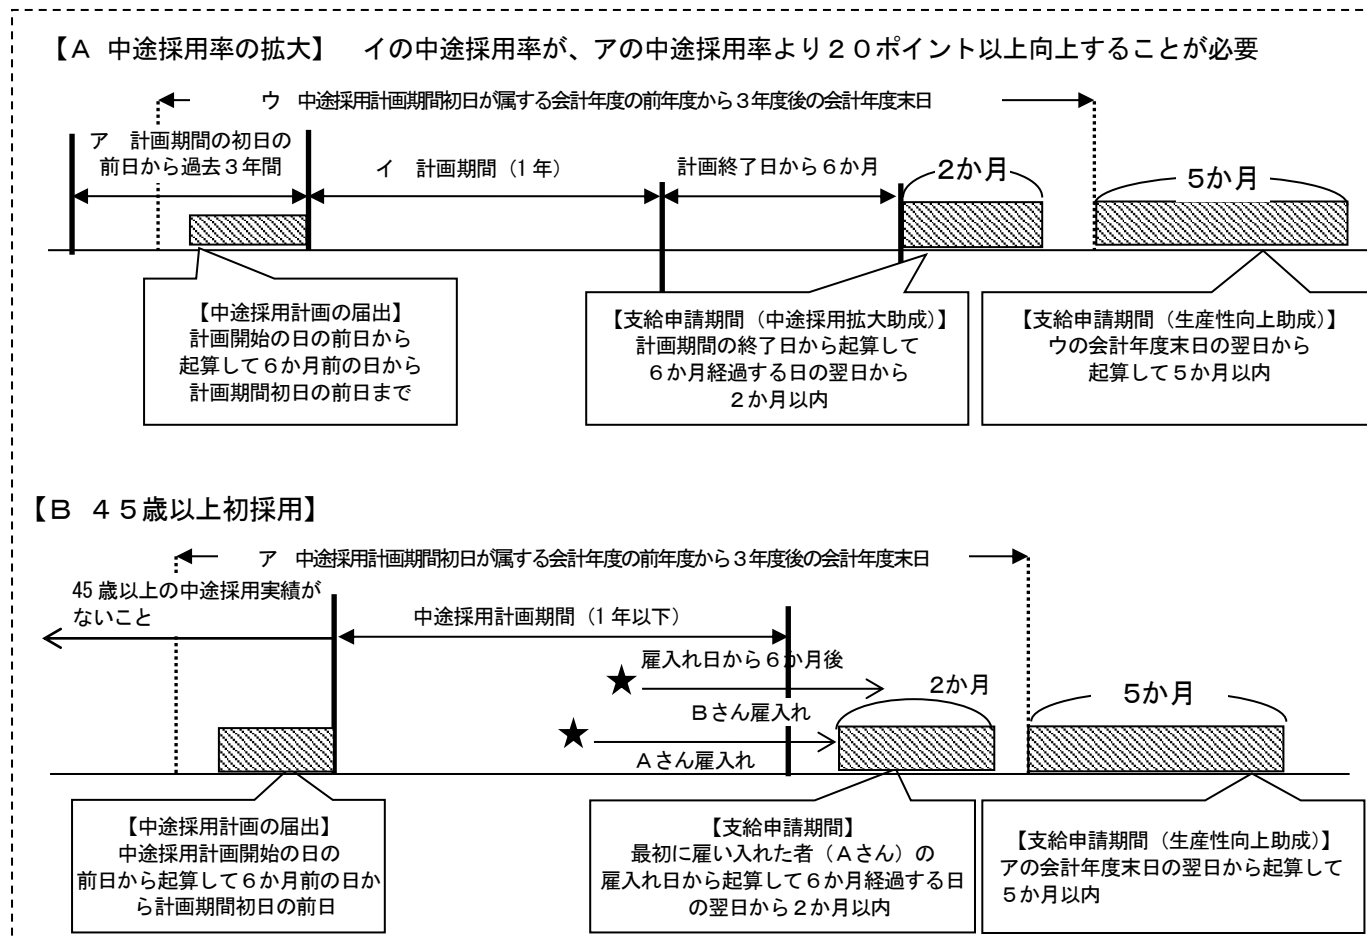 【Ａ 中途採用率の拡大】　イの中途採用率が、アの中途採用率より２０ポイント以上向上することが必要
ウ　中途採用計画期間初日が属する会計年度の前年度から３年度後の会計年度末日
ア　計画期間の初日の
前日から過去３年間
イ　計画期間（１年）
計画終了日から６か月
２か月
５か月
【中途採用計画の届出】
計画開始の日の前日から
起算して６か月前の日から
計画期間初日の前日まで
【支給申請期間（中途採用拡大助成）】
計画期間の終了日から起算して
６か月経過する日の翌日から
２か月以内
【支給申請期間（生産性向上助成）】
ウの会計年度末日の翌日から
起算して５か月以内
【Ｂ ４５歳以上初採用】
ア　中途採用計画期間初日が属する会計年度の前年度から３年度後の会計年度末日
45 歳以上の中途採用実績が
ないこと
中途採用計画期間（１年以下）
雇入れ日から６か月後
★
Ｂさん雇入れ
★
Ａさん雇入れ
２か月
５か月
【中途採用計画の届出】
中途採用計画開始の日の
前日から起算して６か月前の日か
ら計画期間初日の前日
【支給申請期間】
最初に雇い入れた者（Ａさん）の
雇入れ日から起算して６か月経過する日
の翌日から２か月以内
【支給申請期間（生産性向上助成）】
アの会計年度末日の翌日から起算して
５か月以内